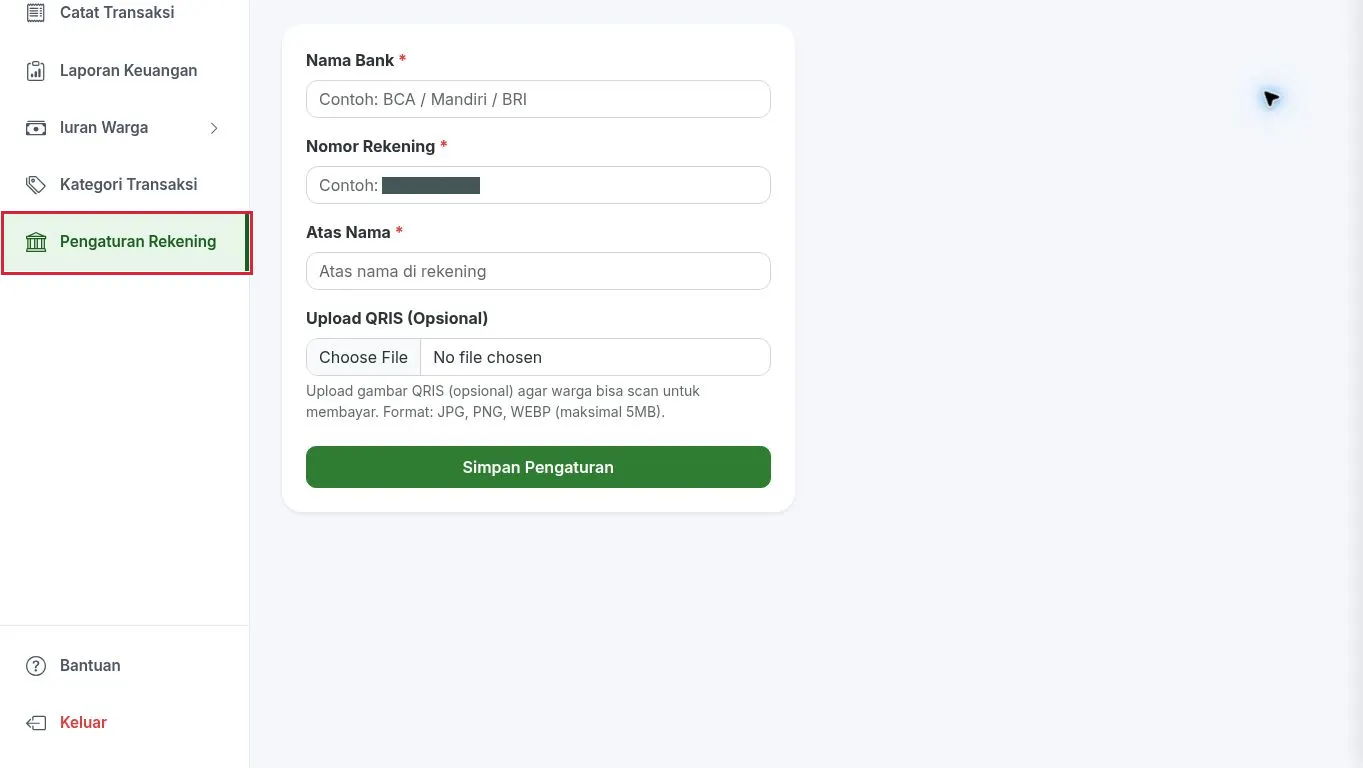 Catat Transaksi
Laporan Keuangan
Iuran Warga
Kategori Transaksi
Pengaturan Rekening
Bantuan
Keluar
Nama Bank *
Contoh: BCA / Mandiri / BRI
Nomor Rekening *
Contoh:
Atas Nama *
Atas nama di rekening
Upload QRIS (Opsional)
Choose File No file chosen
Upload gambar QRIS (opsional) agar warga bisa scan untuk
membayar. Format: JPG, PNG, WEBP (maksimal 5MB).
Simpan Pengaturan